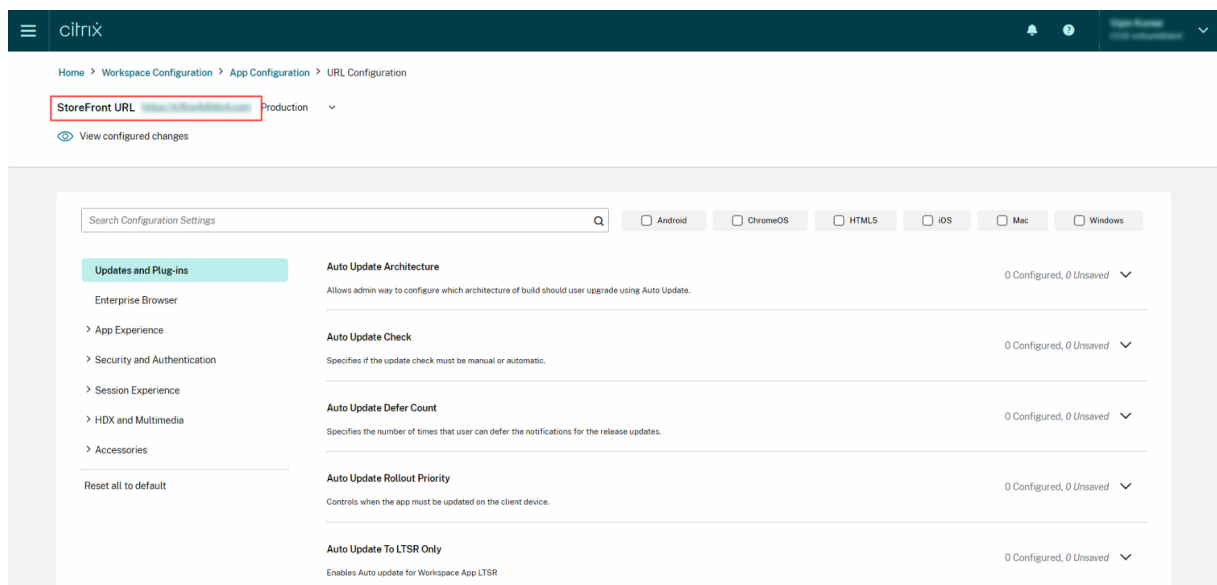 citrix
Home > Workspace Configuration > App Configuration > URL Configuration
StoreFront URL Production
View configured changes
Search Configuration Settings
Android ChromeOS HTML5 iOS Mac Windows
Updates and Plug-ins
Enterprise Browser
> App Experience
> Security and Authentication
> Session Experience
> HDX and Multimedia
> Accessories
Reset all to default
Auto Update Architecture
Allows admin way to configure which architecture of build should user upgrade using Auto Update.
0 Configured, 0 Unsaved
Auto Update Check
Specifies if the update check must be manual or automatic.
0 Configured, 0 Unsaved
Auto Update Defer Count
Specifies the number of times that user can defer the notifications for the release updates.
0 Configured, 0 Unsaved
Auto Update Rollout Priority
Controls when the app must be updated on the client device.
0 Configured, 0 Unsaved
Auto Update To LTSR Only
Enables Auto update for Workspace App LTSR
0 Configured, 0 Unsaved